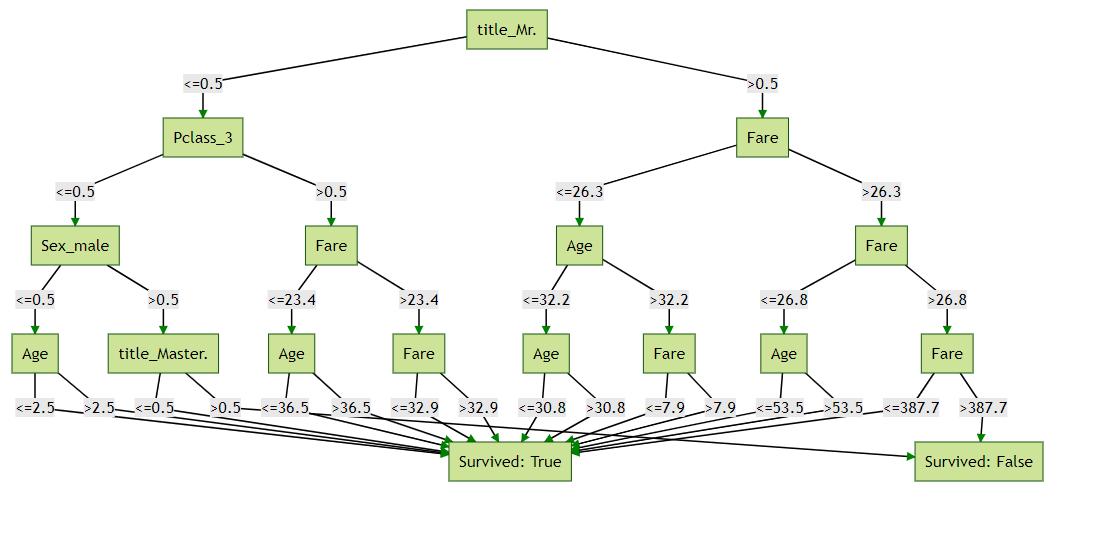 title_Mr.
<=0.5
>0.5
Pclass_3
Fare
<=0.5
>0.5
<=26.3
>26.3
Sex_male
Fare
Age
Fare
<=0.5
>0.5
<=23.4
>23.4
<=32.2
>32.2
<=26.8
>26.8
Age
title_Master.
Age
Fare
Age
Fare
Age
Fare
<=2.5
>2.5
<=0.5
>0.5
<=36.5
>36.5
<=32.9
>32.9
<=30.8
>30.8
<=7.9
>7.9
<=53.5
>53.5
<=387.7
>387.7
Survived: True
Survived: False